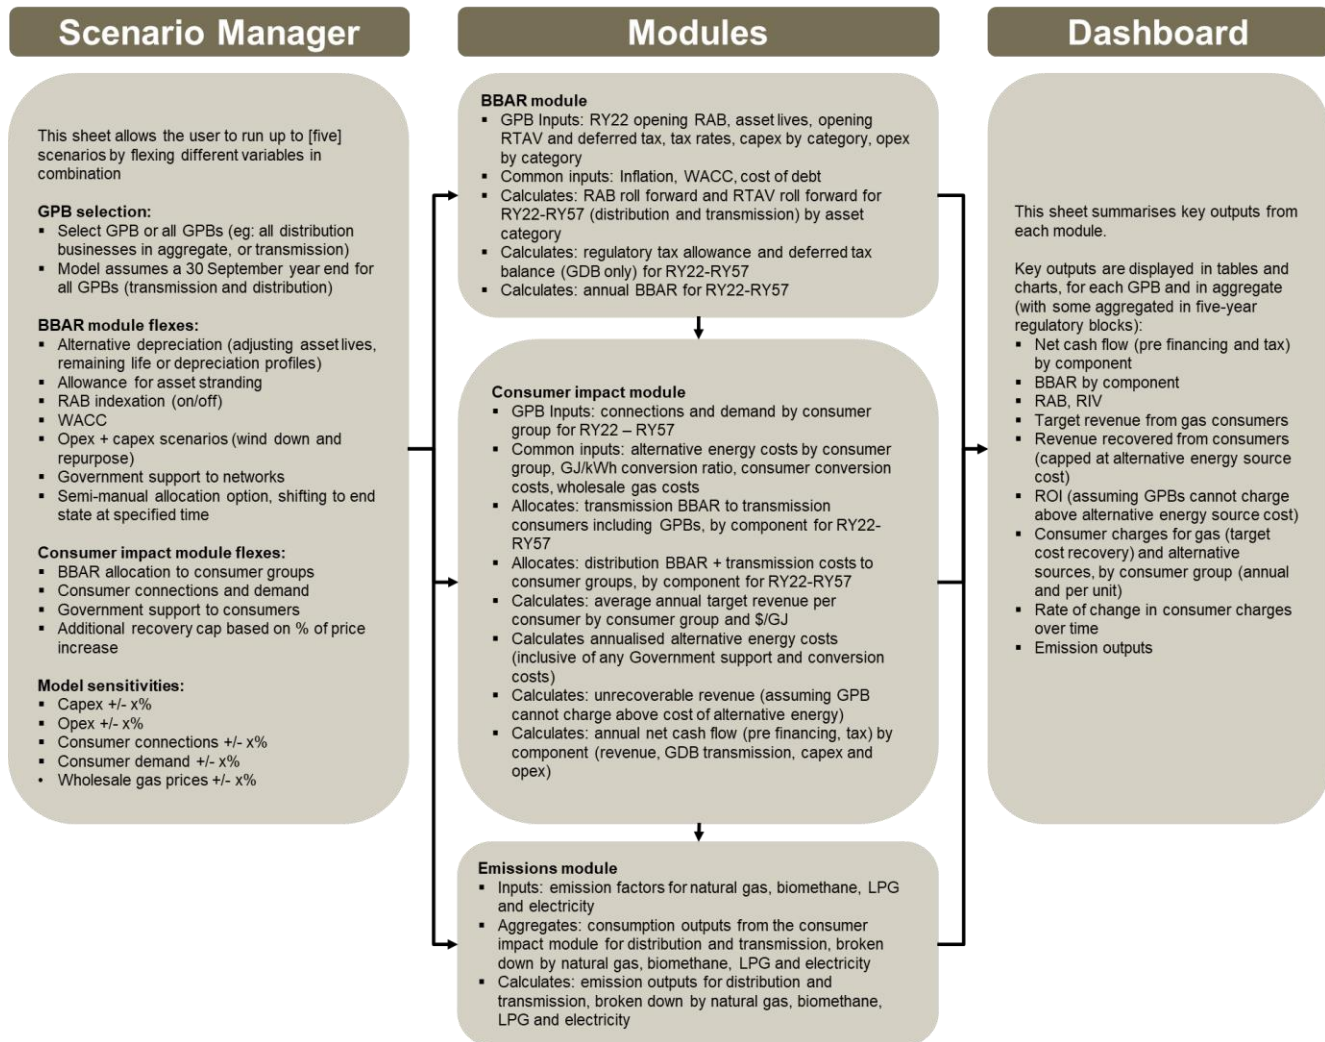 Scenario Manager
This sheet allows the user to run up to [five]
scenarios by flexing different variables in
combination
GPB selection:
▪ Select GPB or all GPBs (eg: all distribution
businesses in aggregate, or transmission)
▪ Model assumes a 30 September year end for
all GPBs (transmission and distribution)
BBAR module flexes:
▪ Alternative depreciation (adjusting asset lives,
remaining life or depreciation profiles)
▪ Allowance for asset stranding
▪ RAB indexation (on/off)
▪ WACC
▪ Opex + capex scenarios (wind down and
repurpose)
▪ Government support to networks
▪ Semi-manual allocation option, shifting to end
state at specified time
Consumer impact module flexes:
▪ BBAR allocation to consumer groups
▪ Consumer connections and demand
▪ Government support to consumers
▪ Additional recovery cap based on % of price
increase
Model sensitivities:
▪ Capex +/- x%
▪ Opex +/- x%
▪ Consumer connections +/- x%
▪ Consumer demand +/- x%
• Wholesale gas prices +/- x%
Modules
BBAR module
▪ GPB Inputs: RY22 opening RAB, asset lives, opening
RTAV and deferred tax, tax rates, capex by category, opex
by category
▪ Common inputs: Inflation, WACC, cost of debt
▪ Calculates: RAB roll forward and RTAV roll forward for
RY22-RY57 (distribution and transmission) by asset
category
▪ Calculates: regulatory tax allowance and deferred tax
balance (GDB only) for RY22-RY57
▪ Calculates: annual BBAR for RY22-RY57
Consumer impact module
▪ GPB Inputs: connections and demand by consumer
group for RY22 – RY57
▪ Common inputs: alternative energy costs by consumer
group, GJ/kWh conversion ratio, consumer conversion
costs, wholesale gas costs
▪ Allocates: transmission BBAR to transmission
consumers including GPBs, by component for RY22-
RY57
▪ Allocates: distribution BBAR + transmission costs to
consumer groups, by component for RY22-RY57
▪ Calculates: average annual target revenue per
consumer by consumer group and $/GJ
▪ Calculates annualised alternative energy costs
(inclusive of any Government support and conversion
costs)
▪ Calculates: unrecoverable revenue (assuming GPB
cannot charge above cost of alternative energy)
▪ Calculates: annual net cash flow (pre financing, tax) by
component (revenue, GDB transmission, capex and
opex)
Emissions module
▪ Inputs: emission factors for natural gas, biomethane, LPG
and electricity
▪ Aggregates: consumption outputs from the consumer
impact module for distribution and transmission, broken
down by natural gas, biomethane, LPG and electricity
▪ Calculates: emission outputs for distribution and
transmission, broken down by natural gas, biomethane,
LPG and electricity
Dashboard
This sheet summarises key outputs from
each module.
Key outputs are displayed in tables and
charts, for each GPB and in aggregate
(with some aggregated in five-year
regulatory blocks):
▪ Net cash flow (pre financing and tax)
by component
▪ BBAR by component
▪ RAB, RIV
▪ Target revenue from gas consumers
▪ Revenue recovered from consumers
(capped at alternative energy source
cost)
▪ ROI (assuming GPBs cannot charge
above alternative energy source cost)
▪ Consumer charges for gas (target
cost recovery) and alternative
sources, by consumer group (annual
and per unit)
▪ Rate of change in consumer charges
over time
▪ Emission outputs